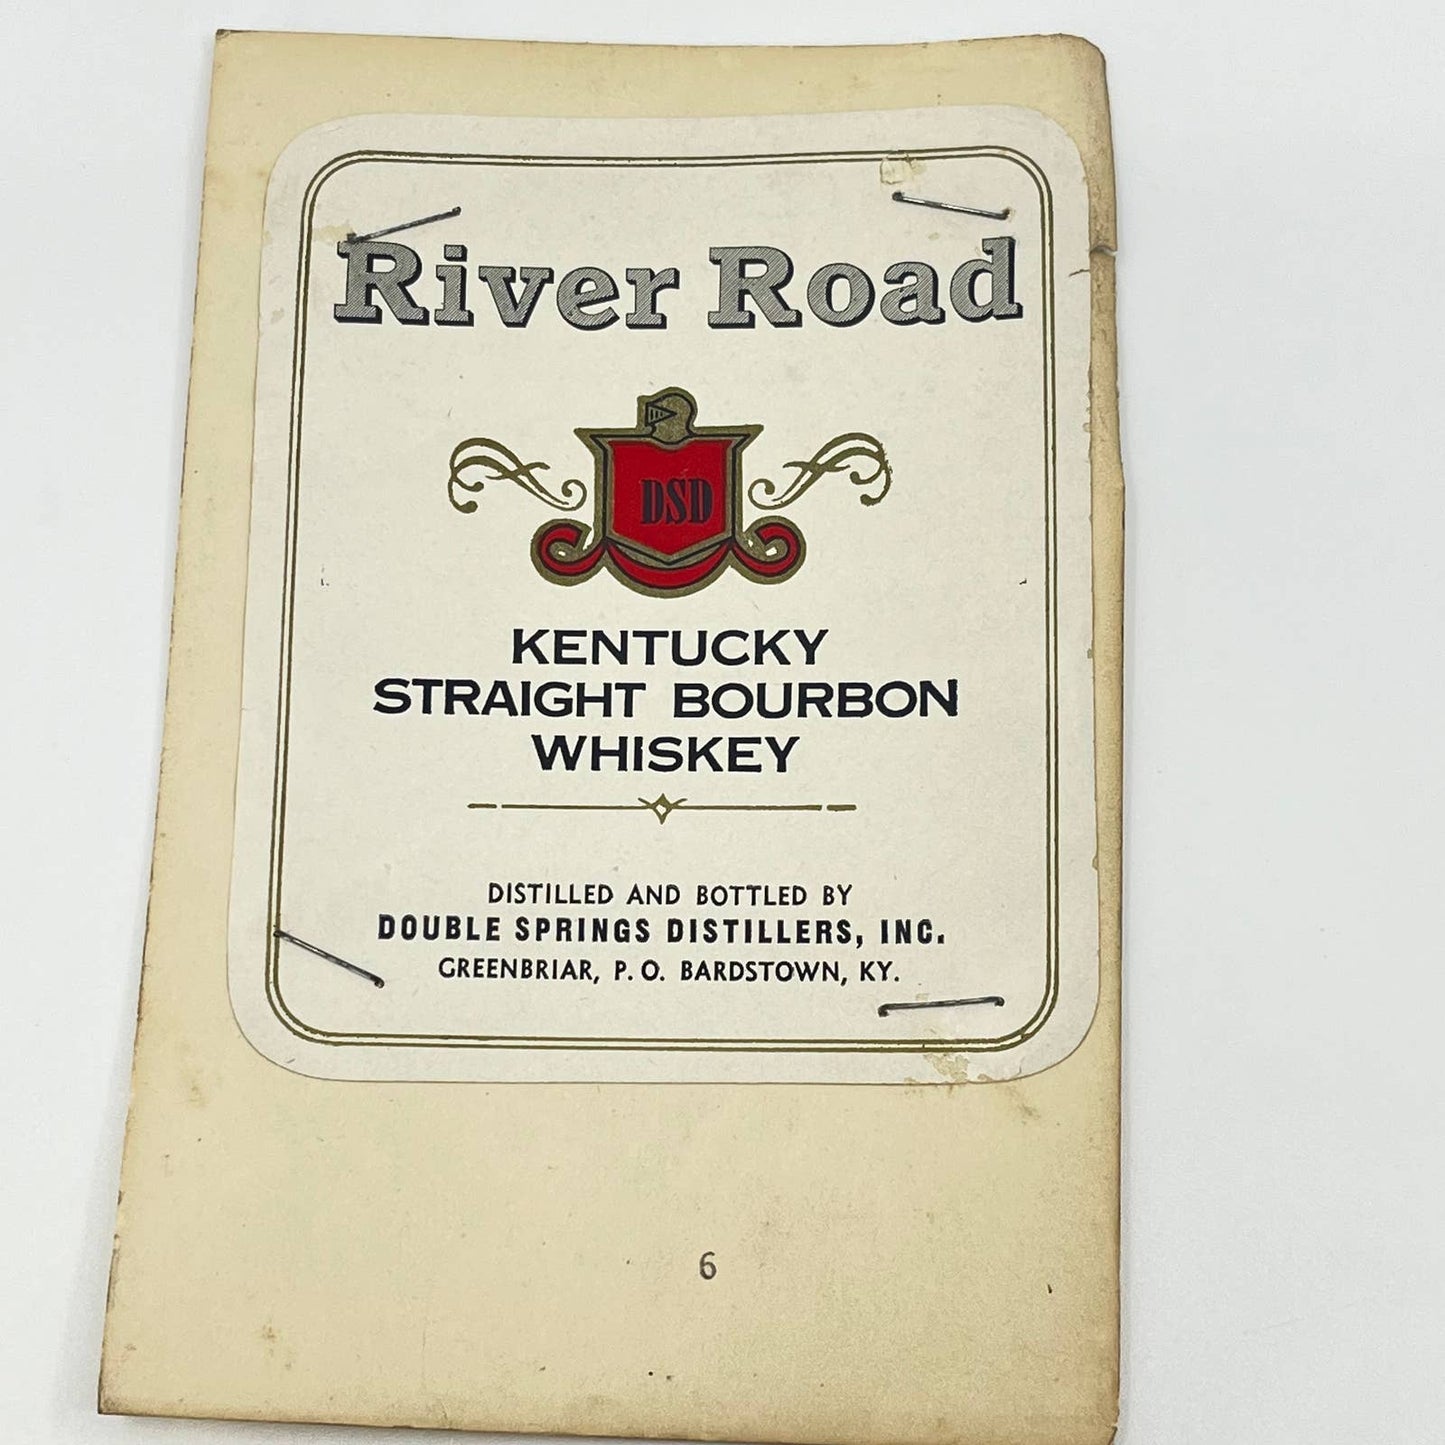 River Road
DSD
KENTUCKY
STRAIGHT BOURBON
WHISKEY
DISTILLED AND BOTTLED BY
DOUBLE SPRINGS DISTILLERS, INC.
GREENBRIAR, P. O. BARDSTOWN, KY.
6